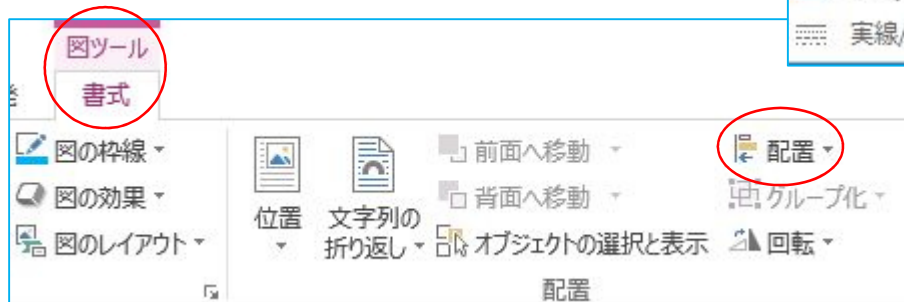 実線/
図ツール
書式
図の枠線
図の効果
図のレイアウト
位置
文字列の
折り返し
前面へ移動
背面へ移動
オブジェクトの選択と表示
配置
グループ化
回転
配置